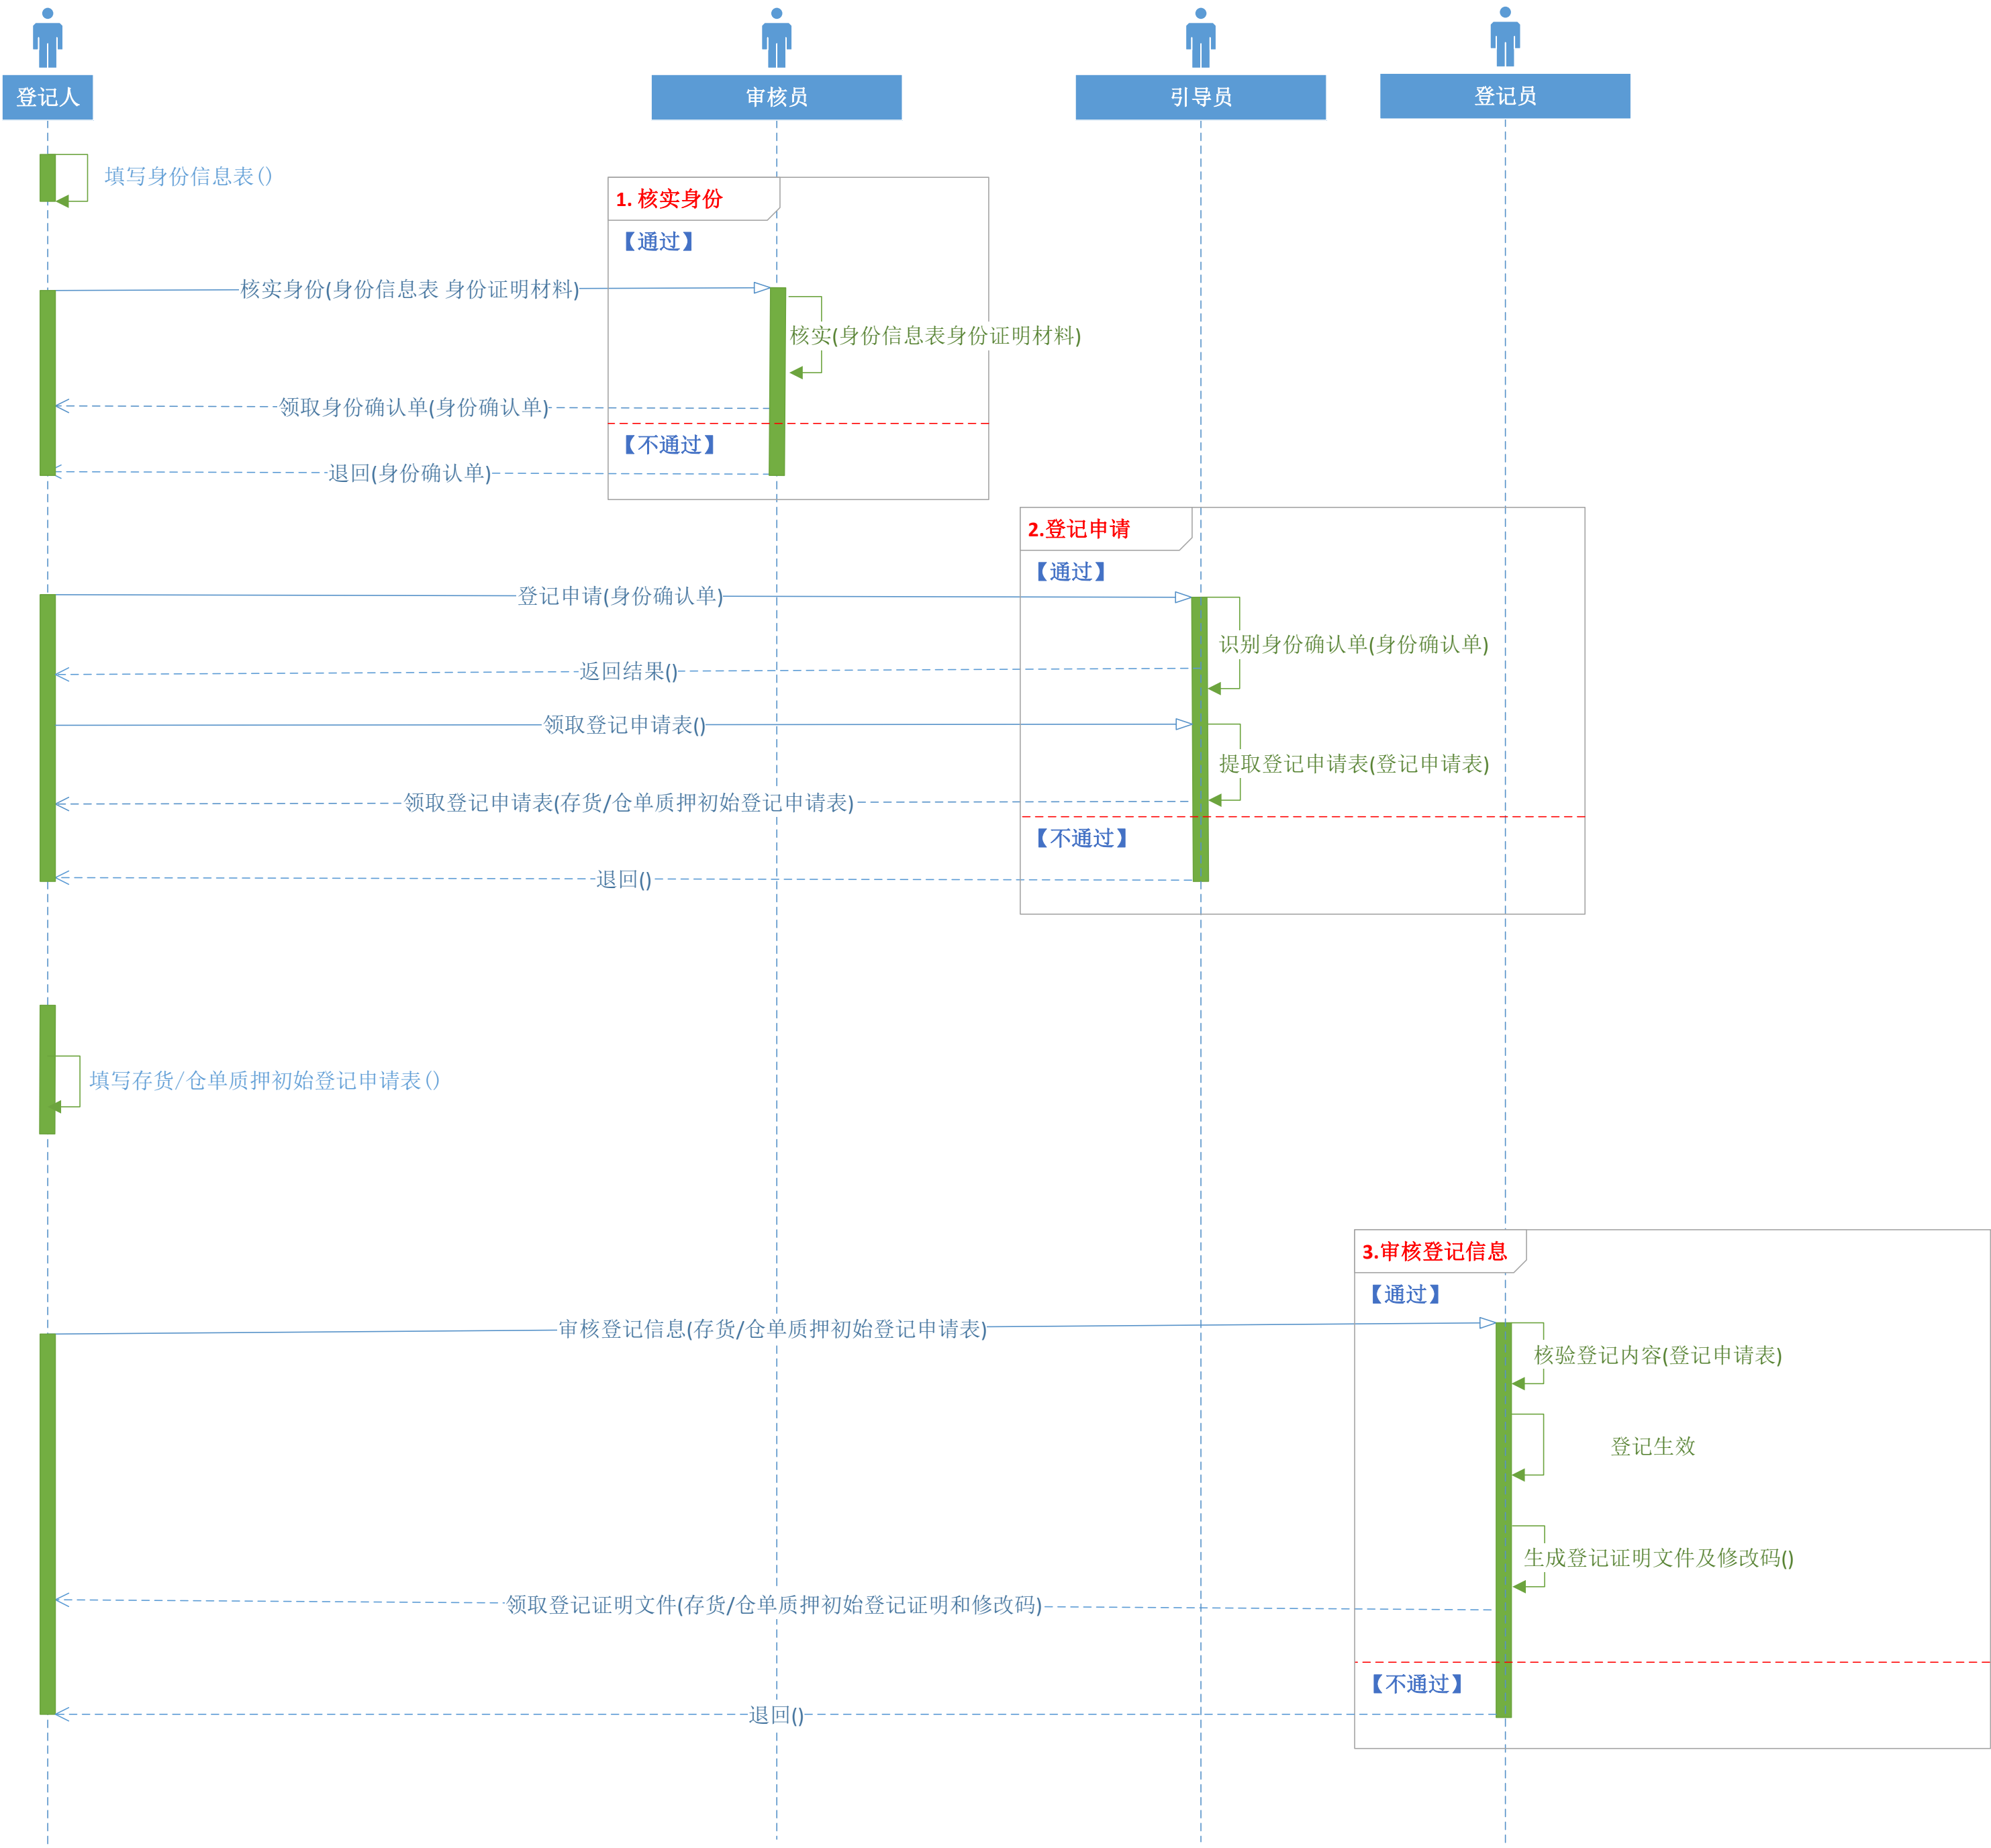 登记人
审核员
引导员
登记员
填写身份信息表()
1. 核实身份
【通过】
核实身份(身份信息表 身份证明材料)
核实(身份信息表身份证明材料)
领取身份确认单(身份确认单)
【不通过】
退回(身份确认单)
2.登记申请
【通过】
登记申请(身份确认单)
识别身份确认单(身份确认单)
返回结果()
领取登记申请表()
提取登记申请表(登记申请表)
领取登记申请表(存货/仓单质押初始登记申请表)
【不通过】
退回()
填写存货/仓单质押初始登记申请表()
3.审核登记信息
【通过】
审核登记信息(存货/仓单质押初始登记申请表)
核验登记内容(登记申请表)
登记生效
生成登记证明文件及修改码()
领取登记证明文件(存货/仓单质押初始登记证明和修改码)
【不通过】
退回()